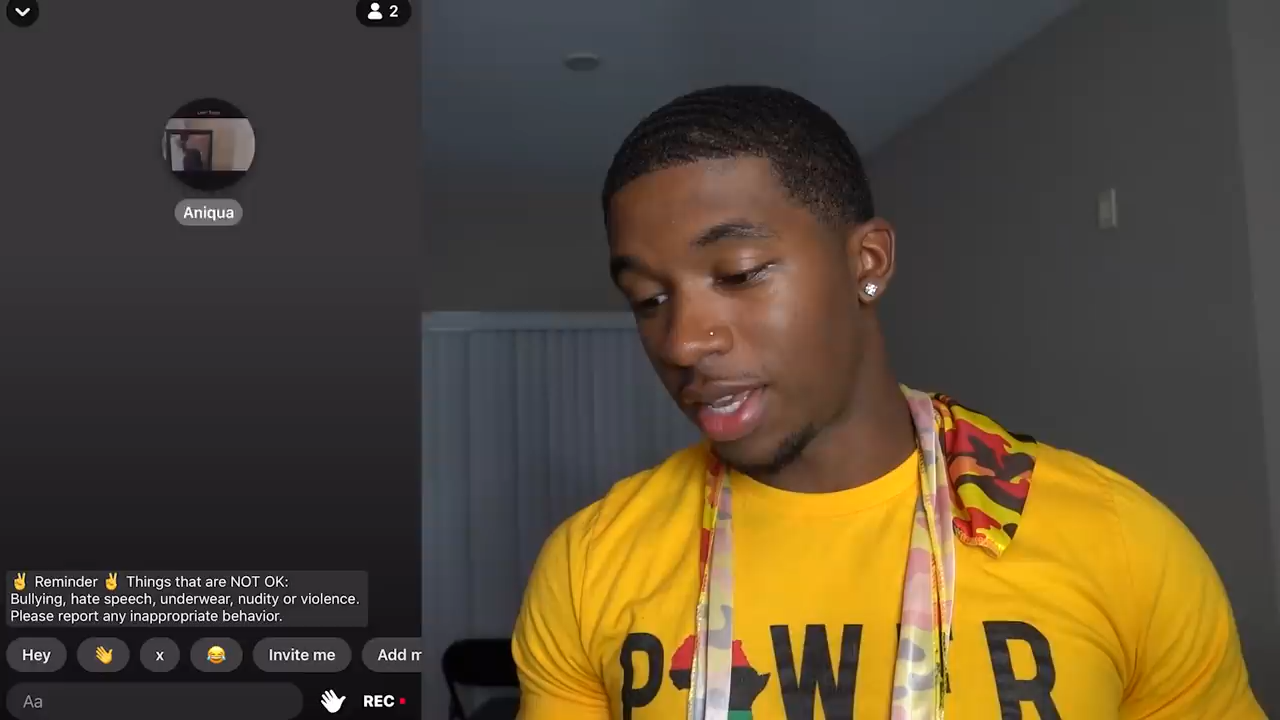 2
Aniqua
✌️ Reminder ✌️ Things that are NOT OK:
Bullying, hate speech, underwear, nudity or violence.
Please report any inappropriate behavior.
Hey 👋 x 😂 Invite me Add m
Aa REC
POWER